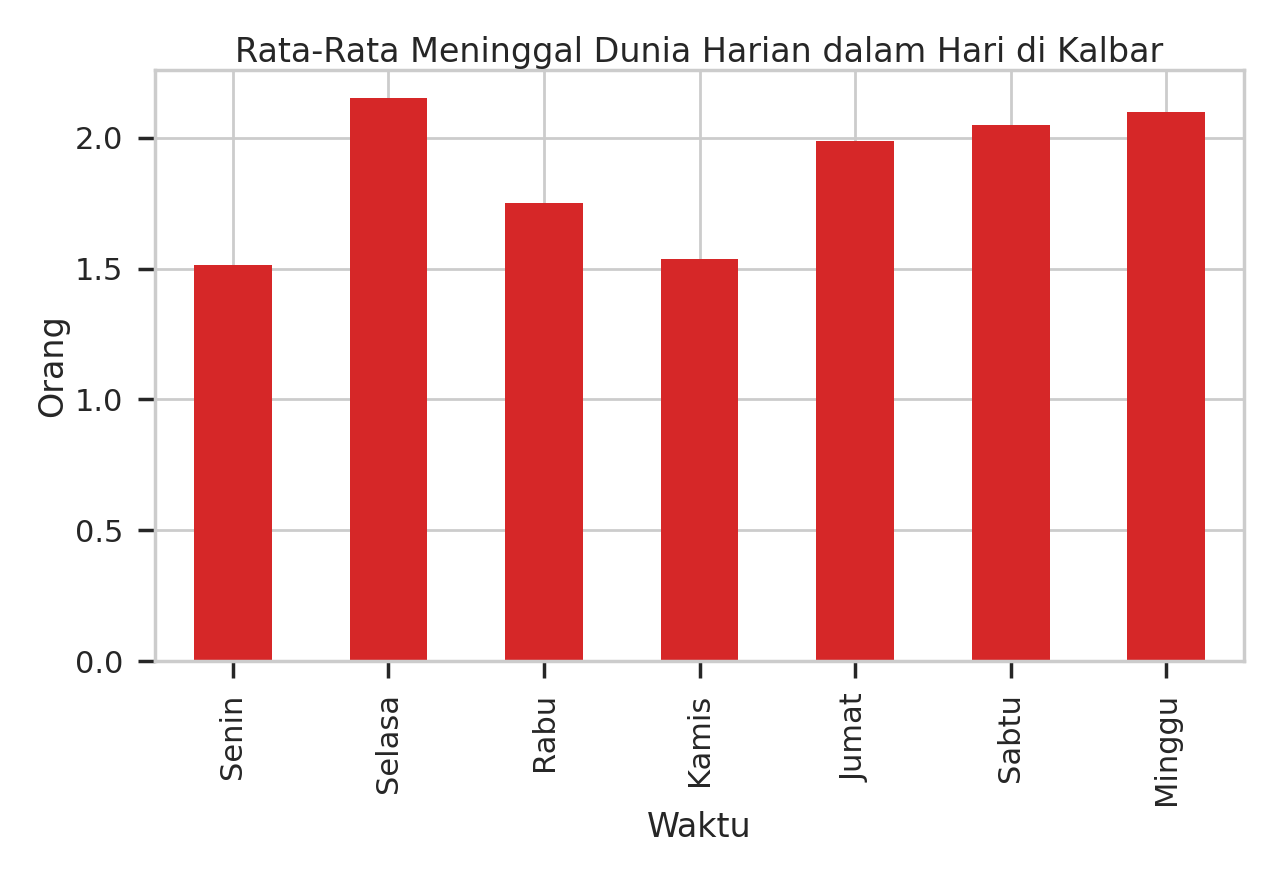 Rata-Rata Meninggal Dunia Harian dalam Hari di Kalbar
2.0
1.5
1.0
0.5
0.0
Orang
Senin
Selasa
Rabu
Kamis
Jumat
Sabtu
Minggu
Waktu